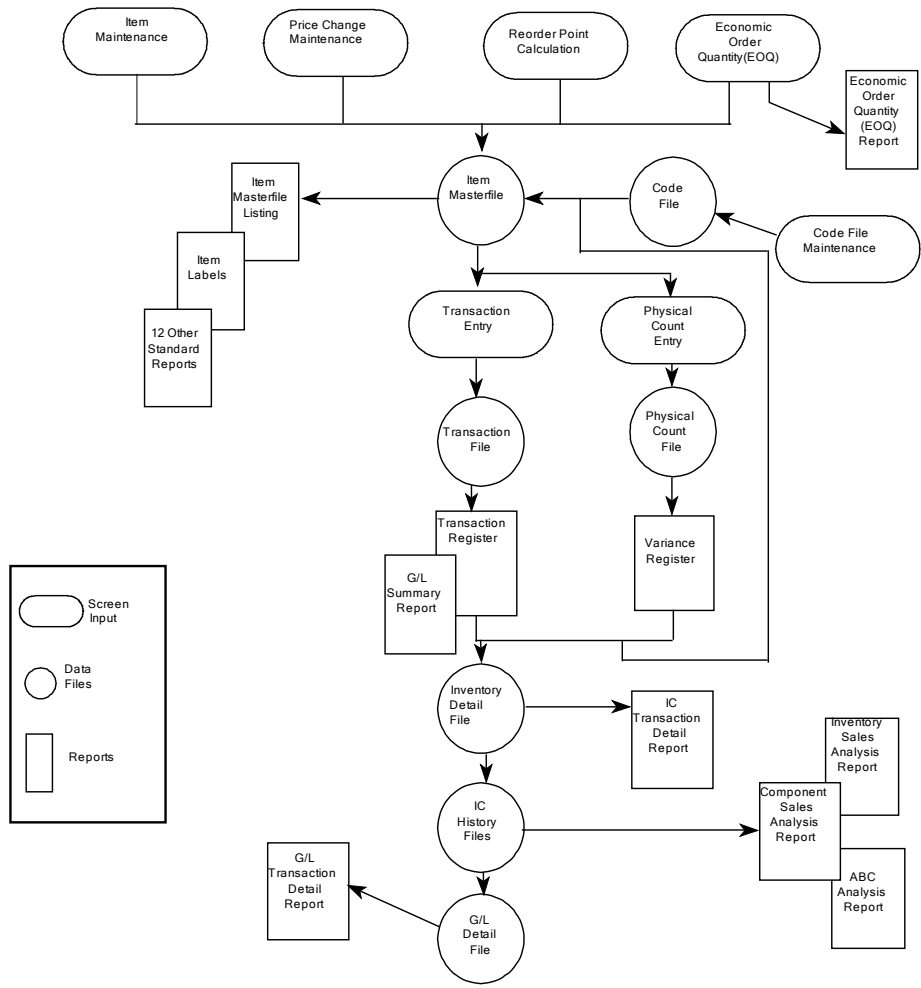 Item
Maintenance
Price Change
Maintenance
Reorder Point
Calculation
Economic
Order
Quantity(EOQ)
Economic
Order
Quantity
(EOQ)
Report
Item
Masterfile
Listing
Item
Masterfile
Code
File
Code File
Maintenance
Item
Labels
12 Other
Standard
Reports
Transaction
Entry
Physical
Count
Entry
Transaction
File
Physical
Count
File
Transaction
Register
Variance
Register
G/L
Summary
Report
Screen
Input
Data
Files
Reports
Inventory
Detail
File
IC
Transaction
Detail
Report
Inventory
Sales
Analysis
Report
IC
History
Files
Component
Sales
Analysis
Report
G/L
Transaction
Detail
Report
ABC
Analysis
Report
G/L
Detail
File